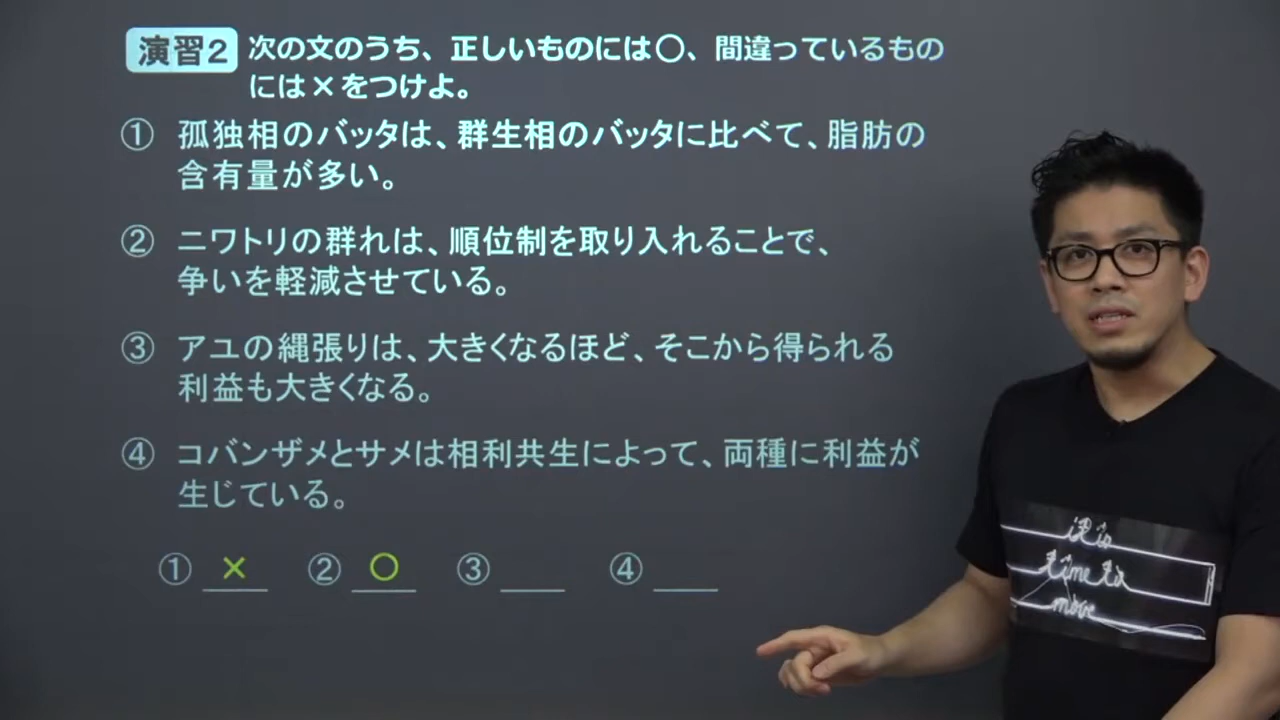 演習2 次の文のうち、正しいものには○、間違っているもの
には×をつけよ。
① 孤独相のバッタは、群生相のバッタに比べて、脂肪の
含有量が多い。
② ニワトリの群れは、順位制を取り入れることで、
争いを軽減させている。
③ アユの縄張りは、大きくなるほど、そこから得られる
利益も大きくなる。
④ コバンザメとサメは相利共生によって、両種に利益が
生じている。
① × ② ○ ③ ④
time to
move